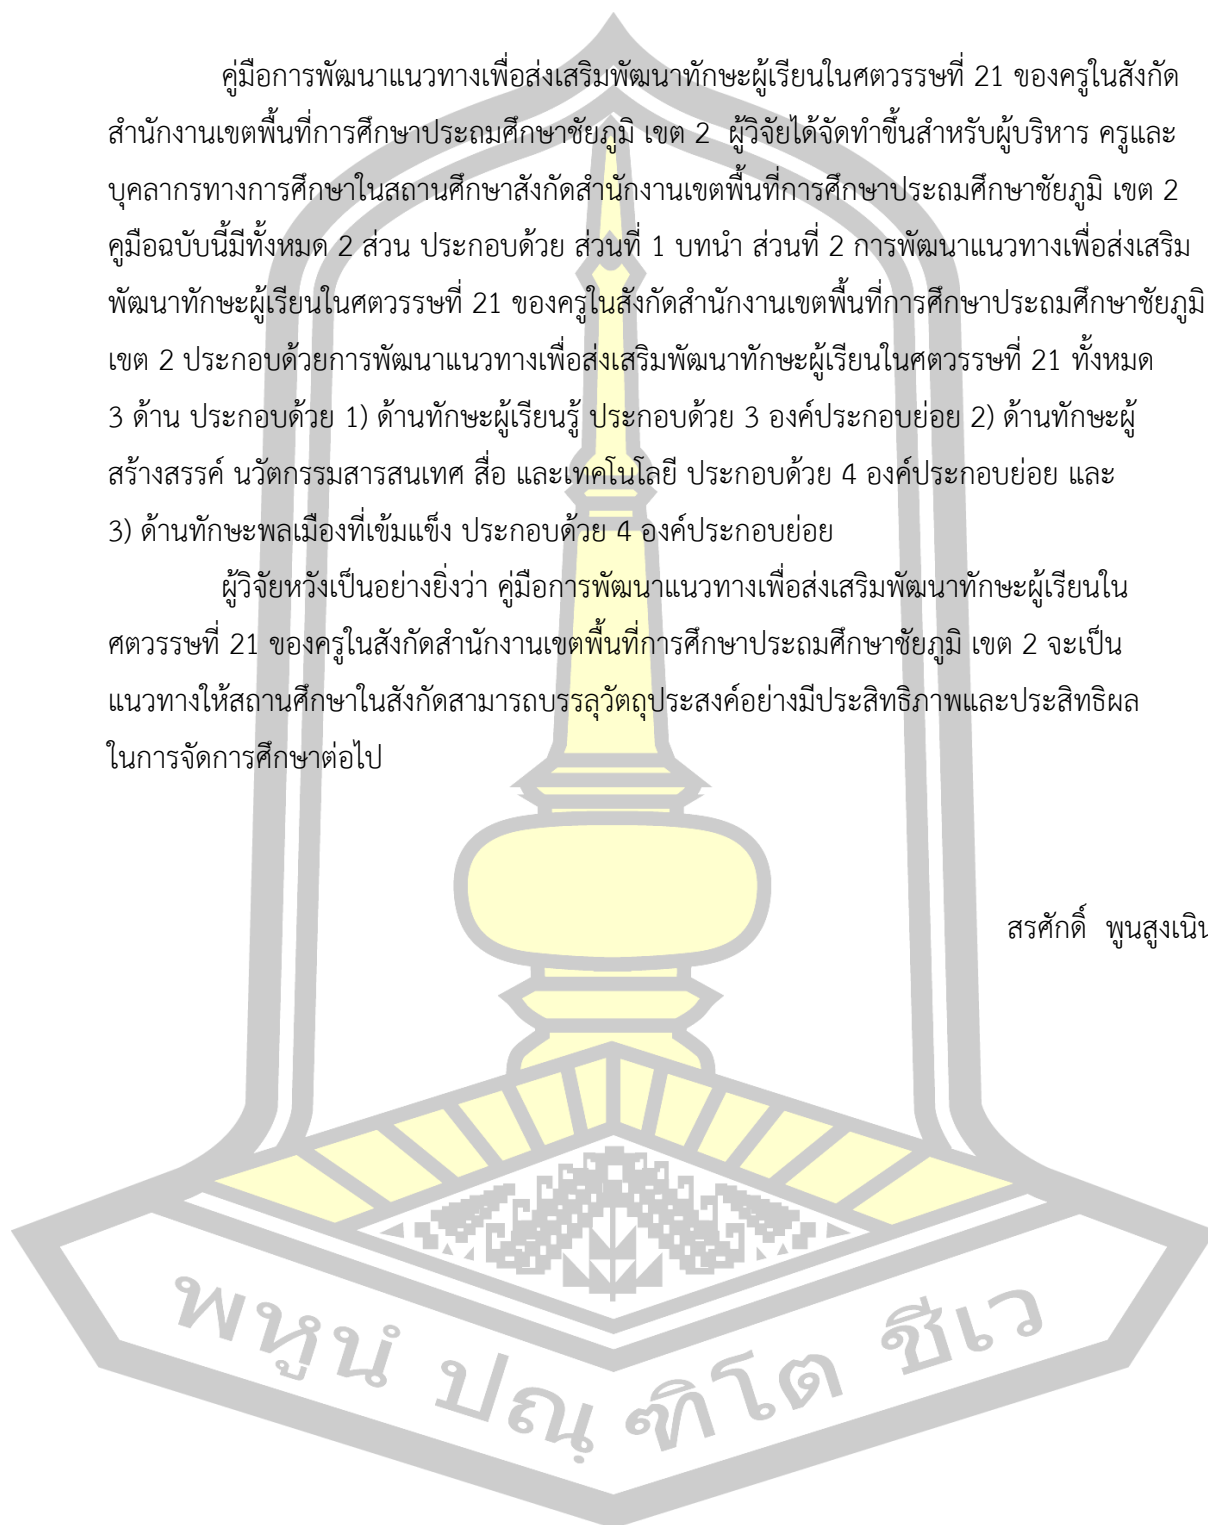 คู่มือการพัฒนาแนวทางเพื่อส่งเสริมพัฒนาทักษะผู้เรียนในศตวรรษที่ 21 ของครูในสังกัด
สำนักงานเขตพื้นที่การศึกษาประถมศึกษาชัยภูมิ เขต 2 ผู้วิจัยได้จัดทำขึ้นสำหรับผู้บริหาร ครูและ
บุคลากรทางการศึกษาในสถานศึกษาสังกัดสำนักงานเขตพื้นที่การศึกษาประถมศึกษาชัยภูมิ เขต 2
คูมือฉบับนี้มีทั้งหมด 2 ส่วน ประกอบด้วย ส่วนที่ 1 บทนำ ส่วนที่ 2 การพัฒนาแนวทางเพื่อส่งเสริม
พัฒนาทักษะผู้เรียนในศตวรรษที่ 21 ของครูในสังกัดสำนักงานเขตพื้นที่การศึกษาประถมศึกษาชัยภูมิ
เขต 2 ประกอบด้วยการพัฒนาแนวทางเพื่อส่งเสริมพัฒนาทักษะผู้เรียนในศตวรรษที่ 21 ทั้งหมด
3 ด้าน ประกอบด้วย 1) ด้านทักษะผู้เรียนรู้ ประกอบด้วย 3 องค์ประกอบย่อย 2) ด้านทักษะผู้
สร้างสรรค์ นวัตกรรมสารสนเทศ สื่อ และเทคโนโลยี ประกอบด้วย 4 องค์ประกอบย่อย และ
3) ด้านทักษะพลเมืองที่เข้มแข็ง ประกอบด้วย 4 องค์ประกอบย่อย
ผู้วิจัยหวังเป็นอย่างยิ่งว่า คู่มือการพัฒนาแนวทางเพื่อส่งเสริมพัฒนาทักษะผู้เรียนใน
ศตวรรษที่ 21 ของครูในสังกัดสำนักงานเขตพื้นที่การศึกษาประถมศึกษาชัยภูมิ เขต 2 จะเป็น
แนวทางให้สถานศึกษาในสังกัดสามารถบรรลุวัตถุประสงค์อย่างมีประสิทธิภาพและประสิทธิผล
ในการจัดการศึกษาต่อไป
สรศักดิ์ พูนสูงเนิน
พหูนํ ปณฺ ฑิโต ชีเว